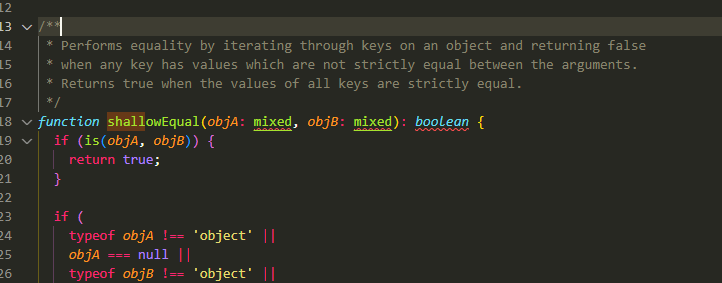 12
13 /**
14 * Performs equality by iterating through keys on an object and returning false
15 * when any key has values which are not strictly equal between the arguments.
16 * Returns true when the values of all keys are strictly equal.
17 */
18 function shallowEqual(objA: mixed, objB: mixed): boolean {
19 if (is(objA, objB)) {
20 return true;
21 }
22
23 if (
24 typeof objA !== 'object' ||
25 objA === null ||
26 typeof objB !== 'object' ||